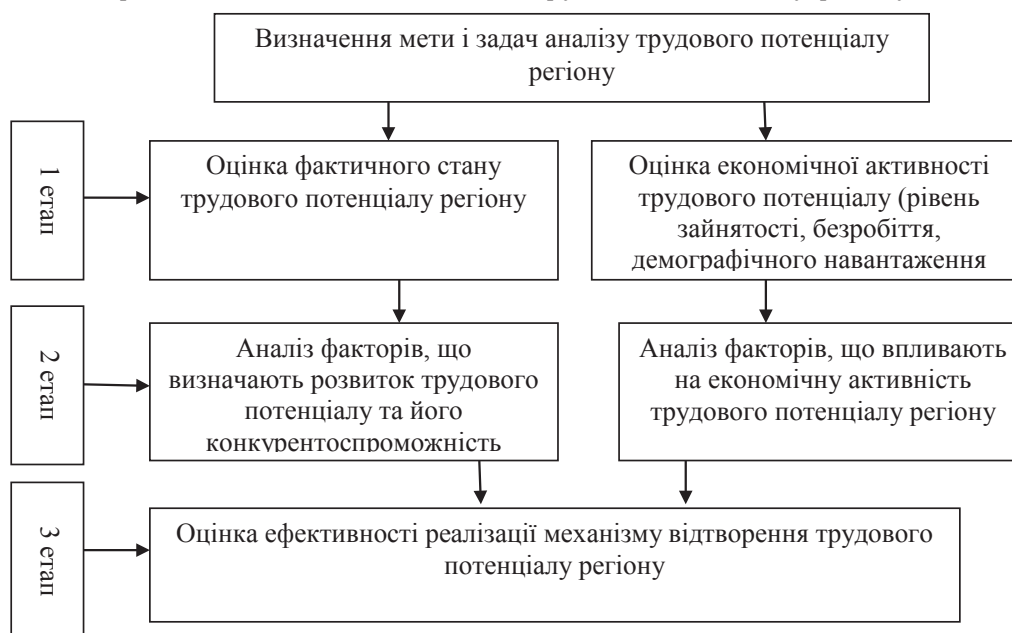 Визначення мети і задач аналізу трудового потенціалу
регіону
1 етап
Оцінка фактичного стану
трудового потенціалу регіону
Оцінка економічної активності
трудового потенціалу (рівень
зайнятості, безробіття,
демографічного навантаження
2 етап
Аналіз факторів, що
визначають розвиток трудового
потенціалу та його
конкурентоспроможність
Аналіз факторів, що впливають
на економічну активність
трудового потенціалу регіону
3 етап
Оцінка ефективності реалізації механізму відтворення трудового
потенціалу регіону